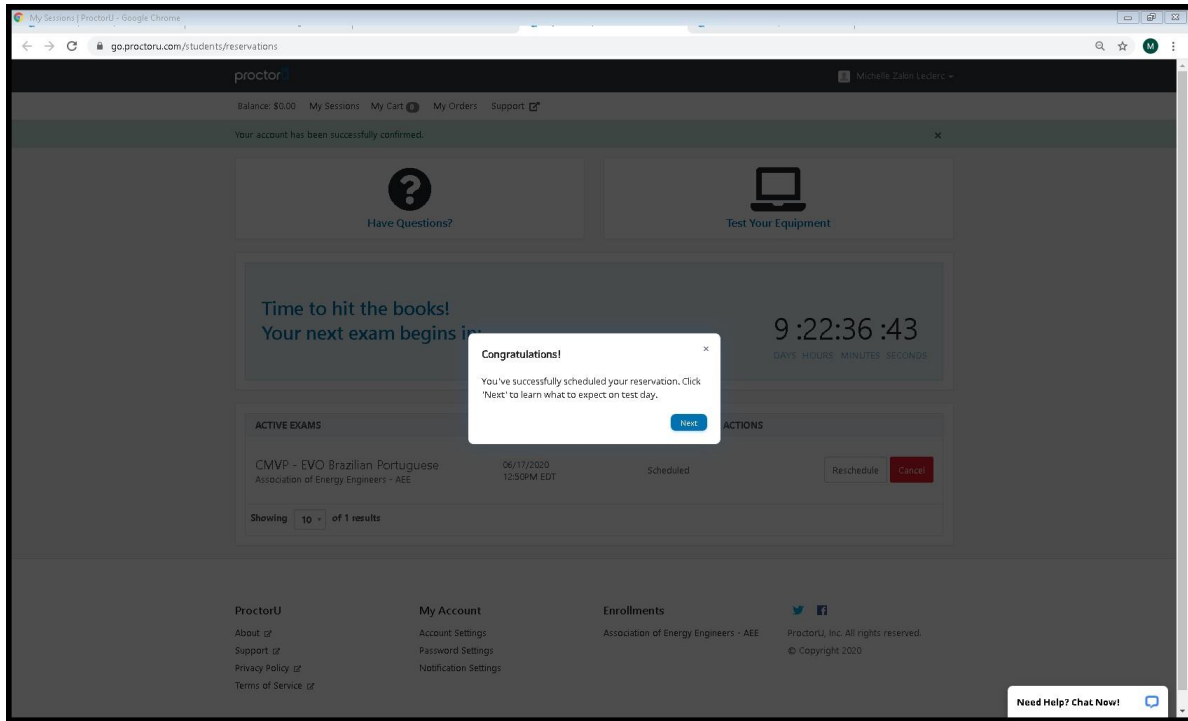 My Sessions | ProctorU - Google Chrome
go.proctoru.com/students/reservations
M
proctoru
Michelle Zakin Leclerc
Balance: $0.00 My Sessions My Cart 0 My Orders Support
Your account has been successfully confirmed. ×
Have Questions?
Test Your Equipment
Time to hit the books!
Your next exam begins in:
9 :22:36 :43
DAYS HOURS MINUTES SECONDS
Congratulations! ×
You've successfully scheduled your reservation. Click
'Next' to learn what to expect on test day.
Next
ACTIVE EXAMS ACTIONS
CMVP - EVO Brazilian Portuguese
Association of Energy Engineers - AEE
06/17/2020
12:50PM EDT
Scheduled
Reschedule
Cancel
Showing 10 of 1 results
ProctorU
About
Support
Privacy Policy
Terms of Service
My Account
Account Settings
Password Settings
Notification Settings
Enrollments
Association of Energy Engineers - AEE
ProctorU, Inc. All rights reserved.
© Copyright 2020
Need Help? Chat Now!